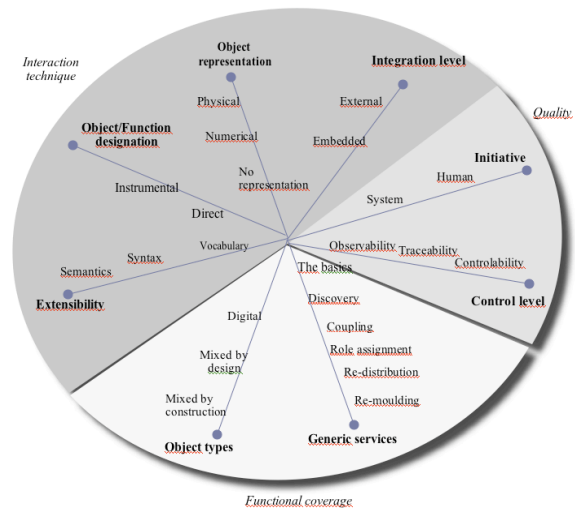 Interaction
technique
Object
representation
Integration level
Physical
External
Quality
Object/Function
designation
Numerical
Embedded
Initiative
No
representation
Human
Instrumental
System
Direct
Vocabulary
Observability
Traceability
Syntax
Controlability
Semantics
The basics
Extensibility
Control level
Discovery
Digital
Coupling
Mixed by
design
Role assignment
Re-distribution
Mixed by
construction
Re-moulding
Object types
Generic services
Functional coverage